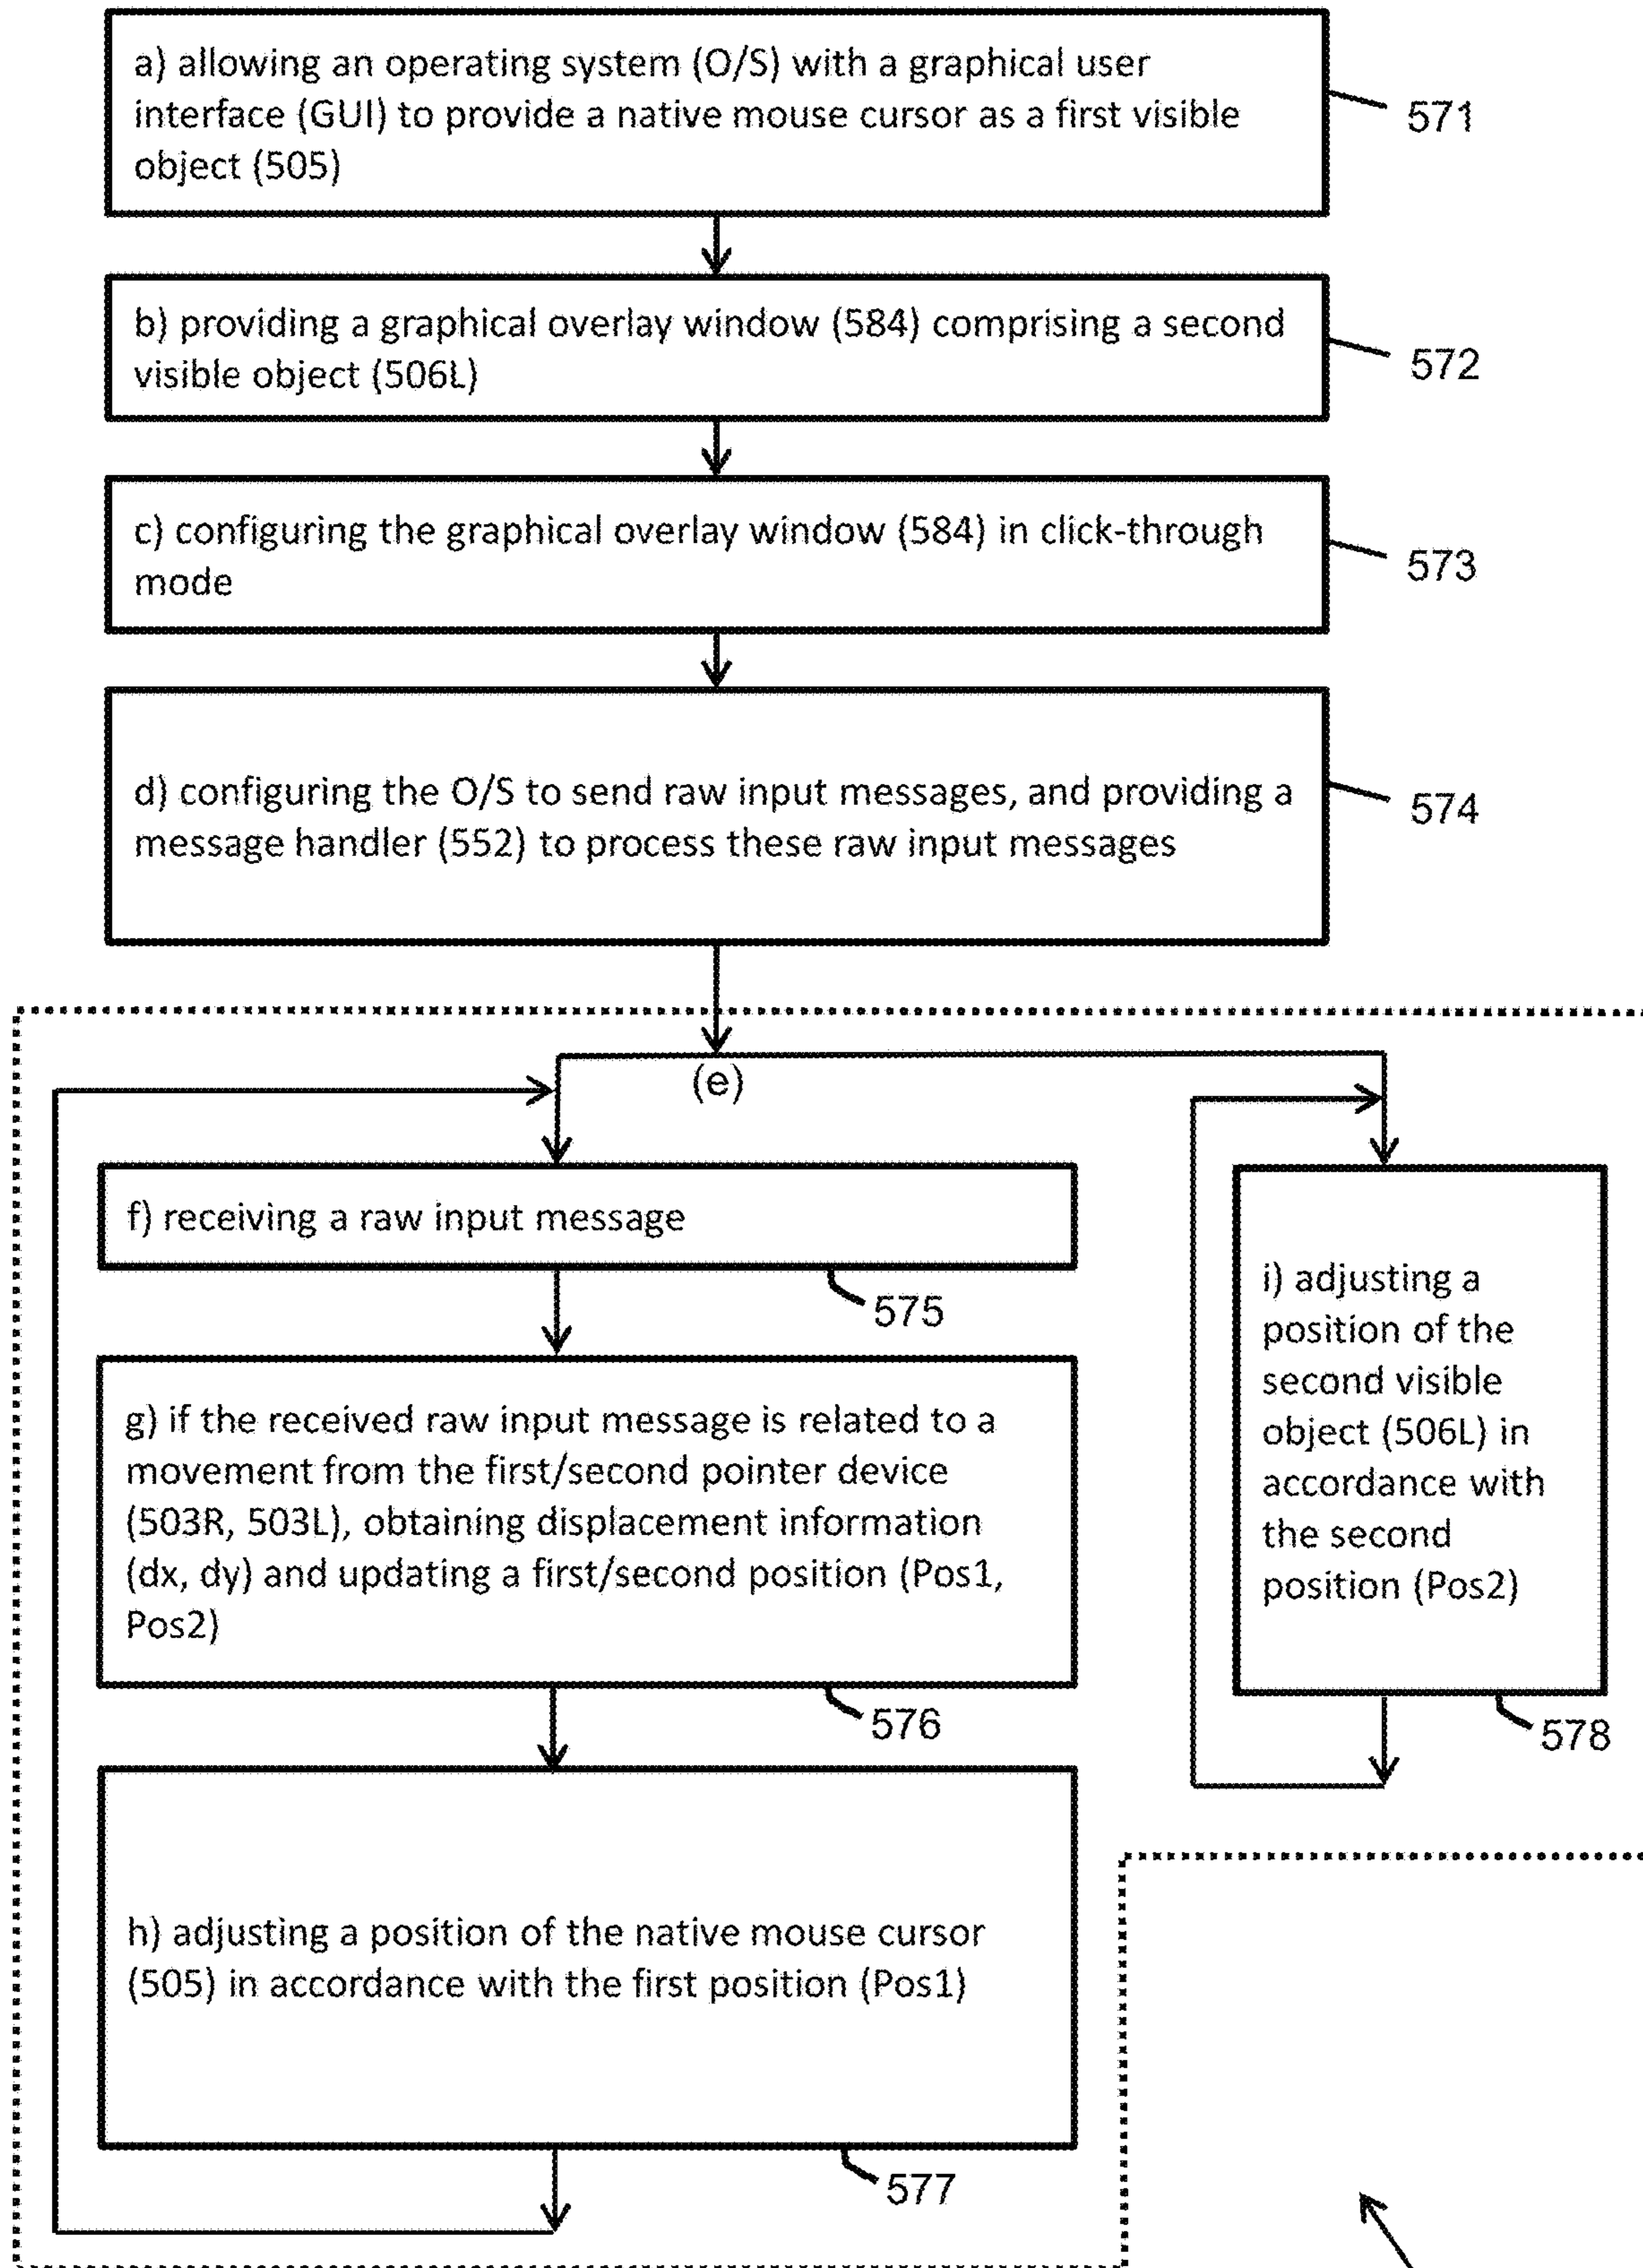 a) allowing an operating system (O/S) with a graphical user
interface (GUI) to provide a native mouse cursor as a first visible
object (505)
571
b) providing a graphical overlay window (584) comprising a second
visible object (506L)
572
c) configuring the graphical overlay window (584) in click-through
mode
573
d) configuring the O/S to send raw input messages, and providing a
message handler (552) to process these raw input messages
574
(e)
f) receiving a raw input message
575
g) if the received raw input message is related to a
movement from the first/second pointer device
(503R, 503L), obtaining displacement information
(dx, dy) and updating a first/second position (Pos1,
Pos2)
576
h) adjusting a position of the native mouse cursor
(505) in accordance with the first position (Pos1)
577
i) adjusting a
position of the
second visible
object (506L) in
accordance with
the second
position (Pos2)
578